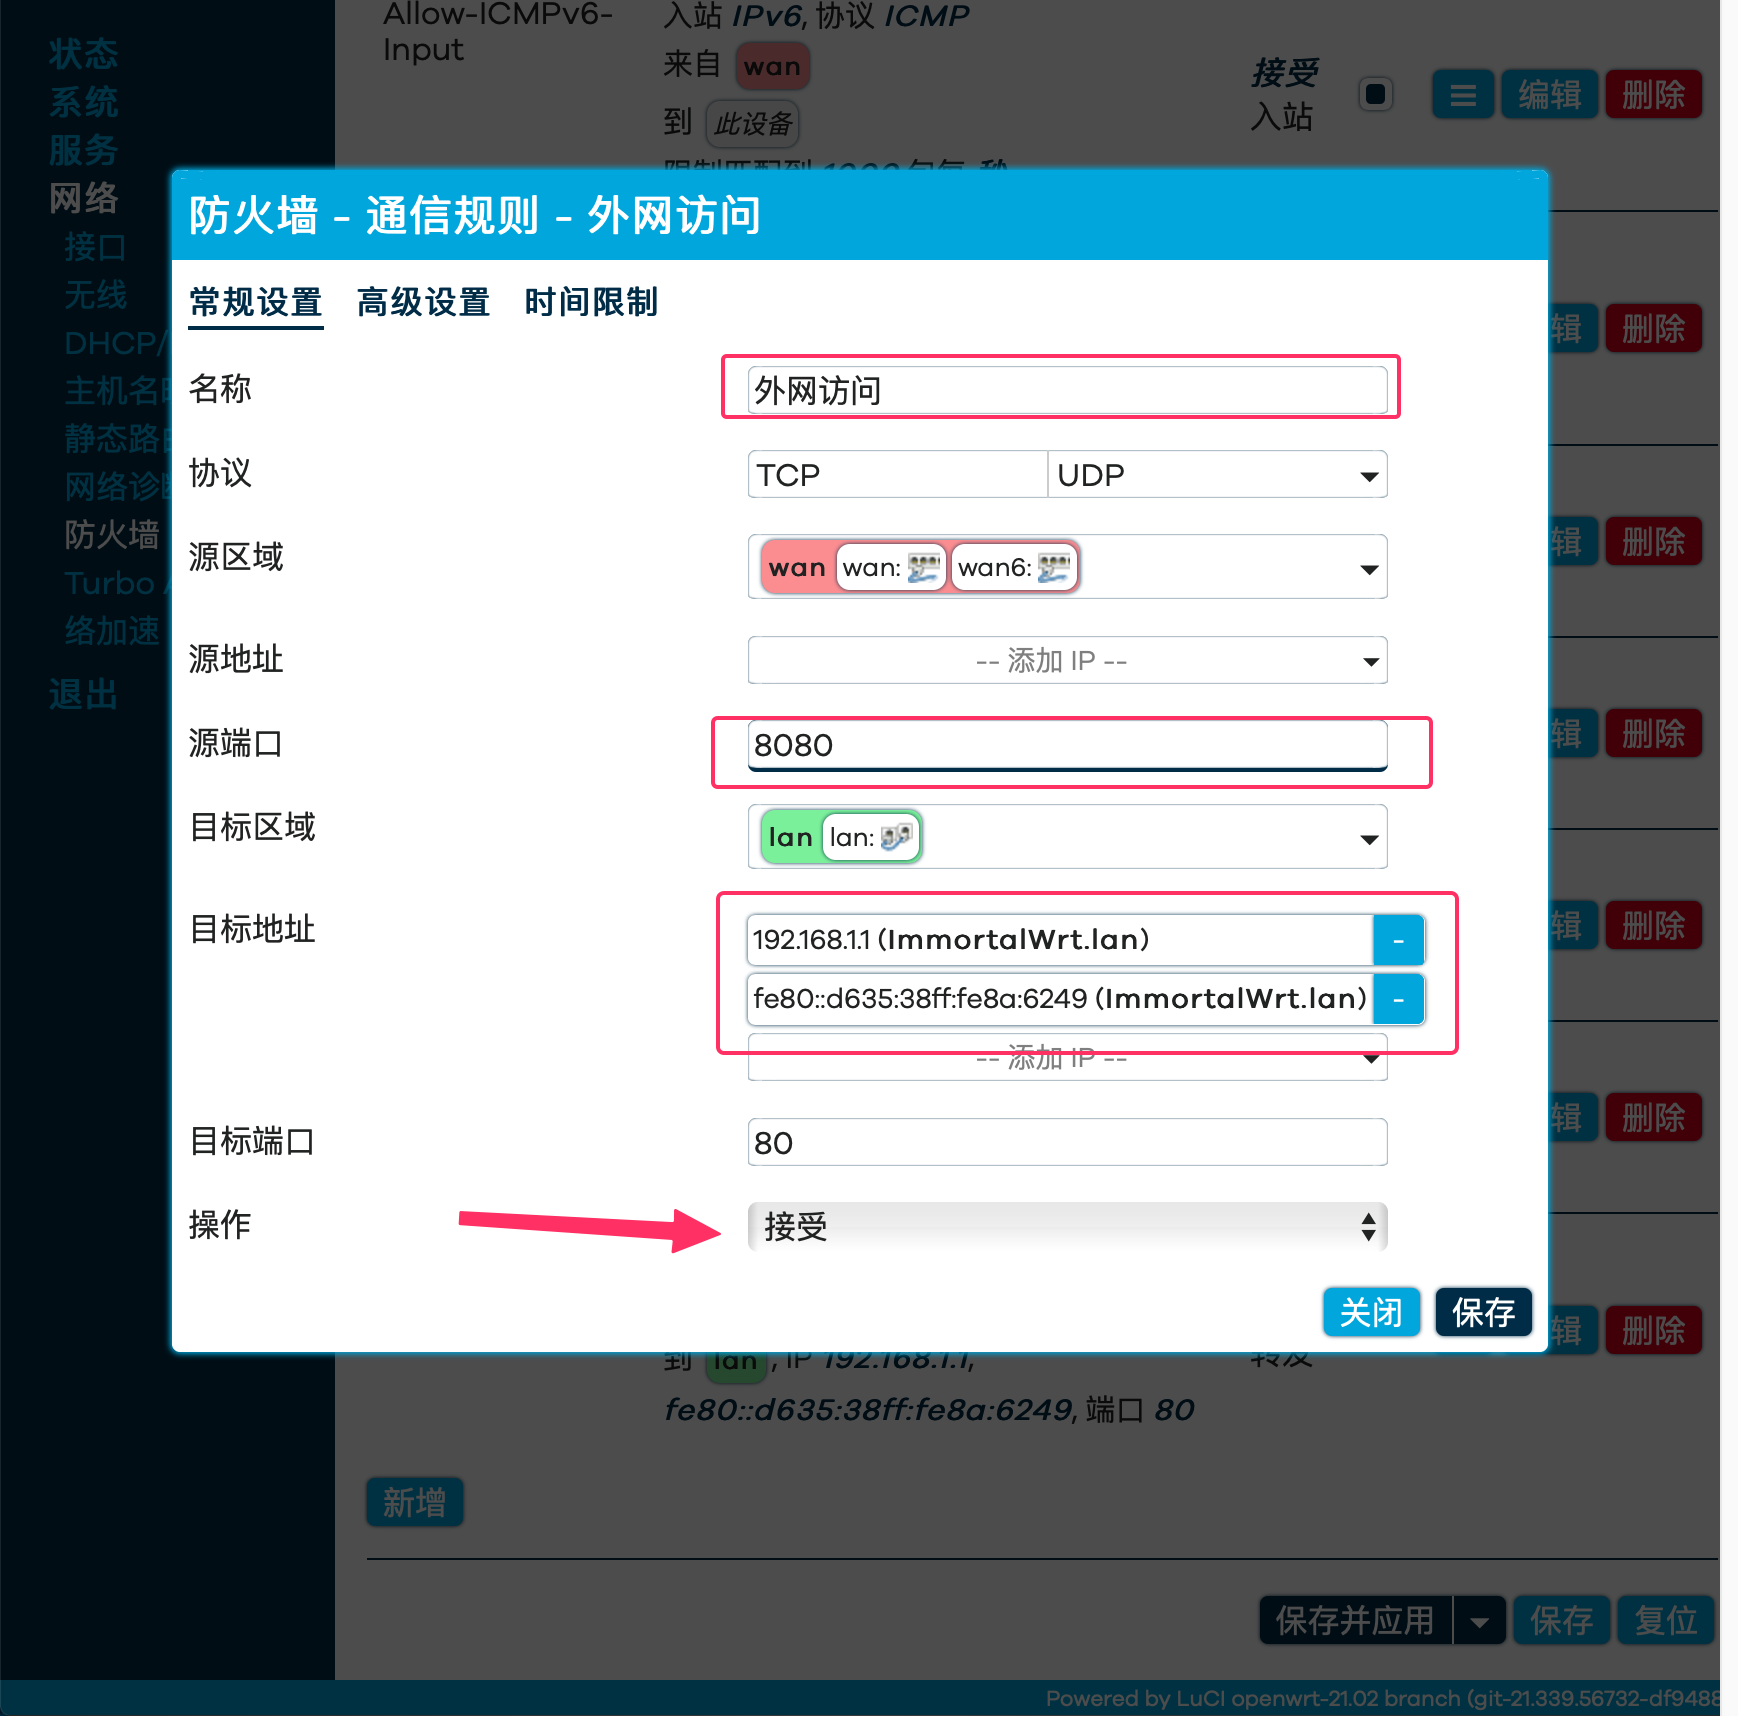 Allow-ICMPv6-
Input
入站 IPv6, 协议 ICMP
来自 wan
到 此设备
接受
入站
编辑
删除
状态
系统
服务
网络
接口
无线
DHCP/
静态路
网络诊
防火墙
Turbo
络加速
退出
防火墙 - 通信规则 - 外网访问
常规设置 高级设置 时间限制
名称 外网访问
协议 TCP UDP
源区域 wan wan: wan6:
源地址 -- 添加 IP --
源端口 8080
目标区域 lan lan:
目标地址 192.168.1.1 (ImmortalWrt.lan) -
fe80::d635:38ff:fe8a:6249 (ImmortalWrt.lan) -
-- 添加 IP --
目标端口 80
操作 接受
关闭 保存
辑 删除
辑 删除
辑 删除
辑 删除
辑 删除
辑 删除
到 lan, IP 192.168.1.1,
fe80::d635:38ff:fe8a:6249, 端口 80
转发
新增
保存并应用 保存 复位
Powered by LuCI openwrt-21.02 branch (git-21.339.56732-df9488